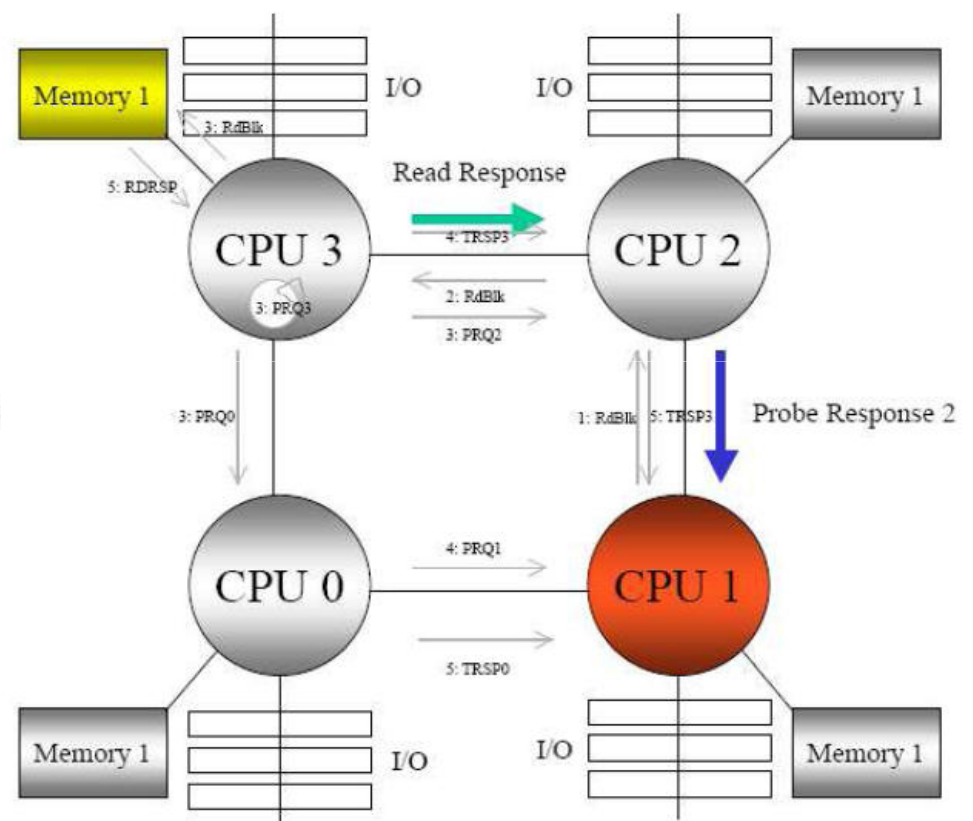 I/O
I/O
Memory 1
Memory 1
3: RdBlk
5: RDRSP
Read Response
CPU 3
4: TRSP3
CPU 2
2: RdBlk
3: PRQ3
3: PRQ2
3: PRQ0
1: RdBlk
5: TRSP3
Probe Response 2
4: PRQ1
CPU 0
CPU 1
5: TRSP0
Memory 1
I/O
I/O
Memory 1